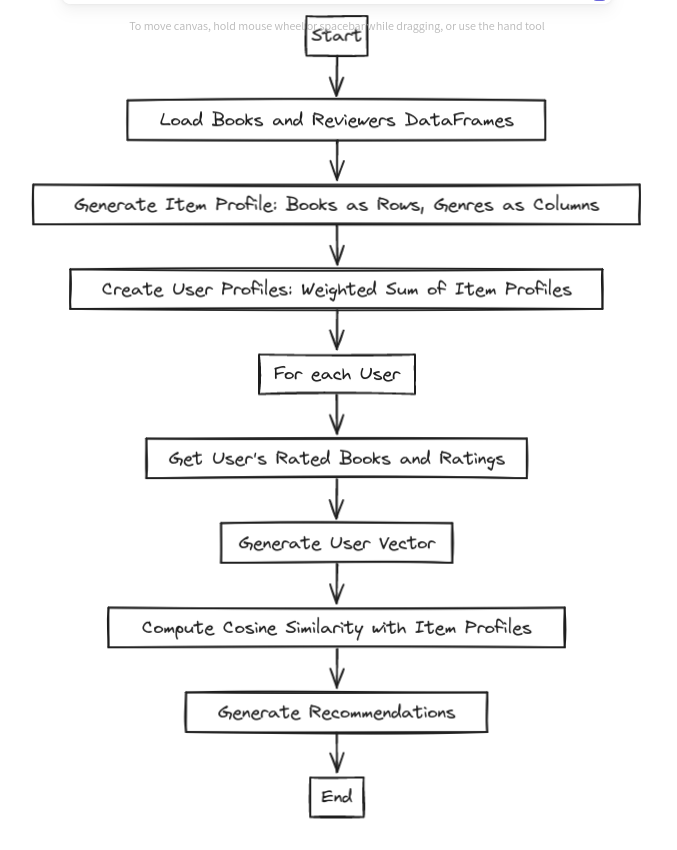 To move canvas, hold mouse wheel or spacebar while dragging, or use the hand tool
Start
Load Books and Reviewers DataFrames
Generate Item Profile: Books as Rows, Genres as Columns
Create User Profiles: Weighted Sum of Item Profiles
For each User
Get User's Rated Books and Ratings
Generate User Vector
Compute Cosine Similarity with Item Profiles
Generate Recommendations
End